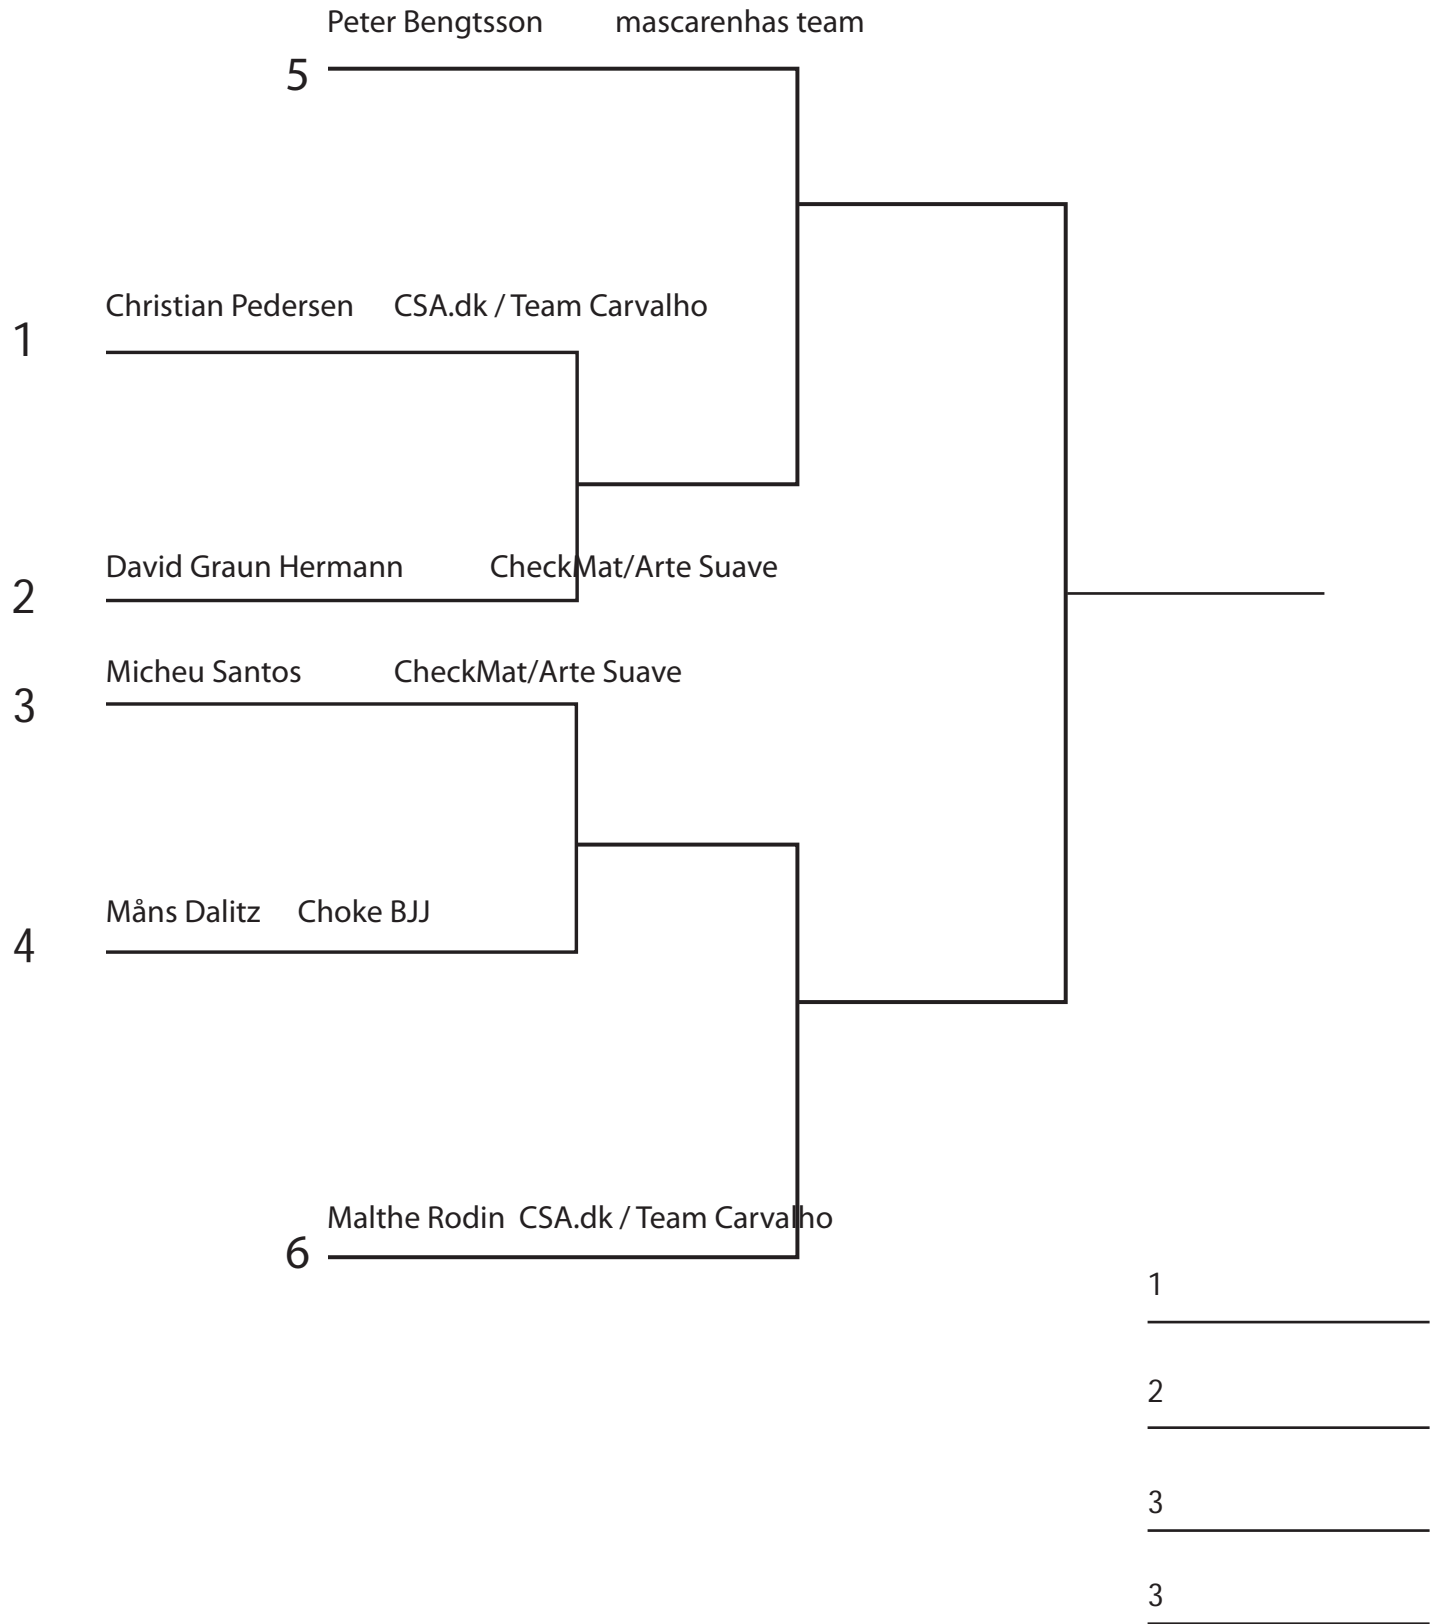 Peter Bengtsson mascarenhas team
5
Christian Pedersen CSA.dk / Team Carvalho
1
David Graun Hermann CheckMat/Arte Suave
2
Micheu Santos CheckMat/Arte Suave
3
Måns Dalitz Choke BJJ
4
Malthe Rodin CSA.dk / Team Carvalho
6
1
2
3
3